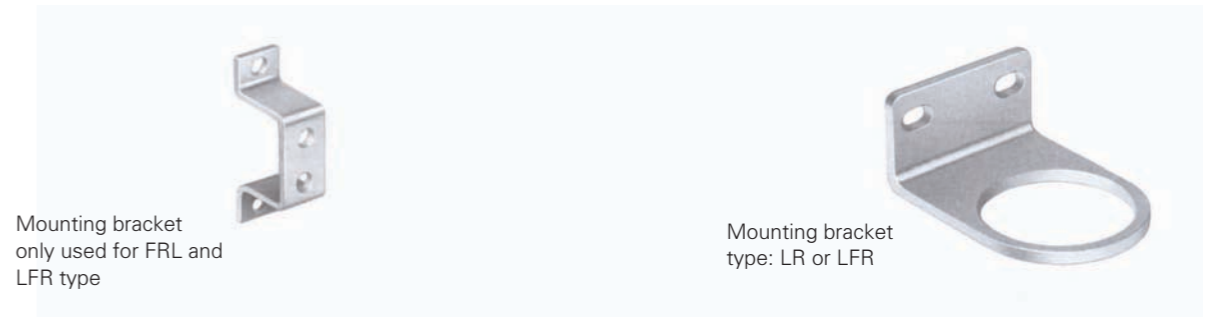 Mounting bracket
only used for FRL and
LFR type
Mounting bracket
type: LR or LFR